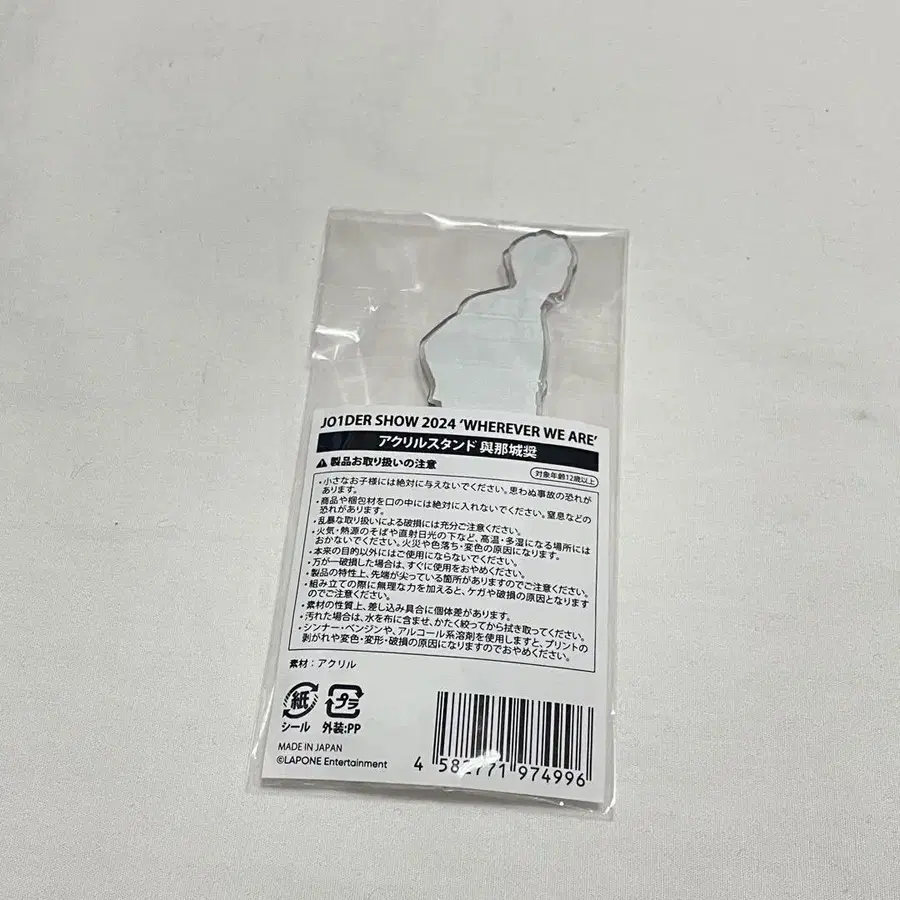 JO1DER SHOW 2024 ‘WHEREVER WE ARE’
アクリルスタンド 與那城奨
製品お取り扱いの注意
対象年齢12歳以上
・小さなお子様には絶対に与えないでください。思わぬ事故の恐れが
あります。
・商品や梱包材を口の中には絶対に入れないでください。窒息などの
恐れがあります。
・乱暴な取り扱いによる破損には充分ご注意ください。
・火気・熱源のそばや直射日光の下など、高温・多湿になる場所には
おかないでください。火災や色落ち・変色の原因になります。
・本来の目的以外にはご使用にならないでください。
・万が一破損した場合は、すぐに使用をおやめください。
・製品の特性上、先端が尖っている箇所がありますのでご注意ください。
・組み立ての際に無理な力を加えると、ケガや破損の原因となります
のでご注意ください。
・素材の性質上、差し込み具合に個体差があります。
・汚れた場合は、水を布に含ませ、かたく絞ってから拭き取ってください。
・シンナー・ベンジンや、アルコール系溶剤を使用しますと、プリントの
剥がれや変色・変形・破損の原因になりますのでおやめください。
素材：アクリル
紙 プラ
シール 外装:PP
MADE IN JAPAN
©LAPONE Entertainment
4 582771 974996